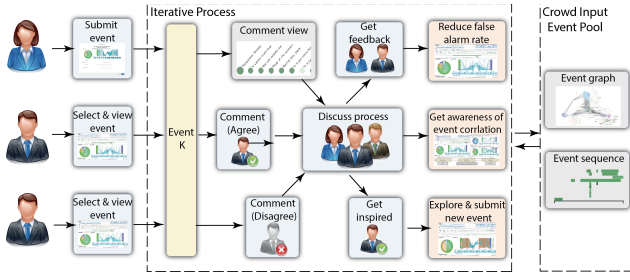 Iterative Process
Crowd Input
Event Pool
Submit
event
Comment view
Get
feedback
Reduce false
alarm rate
Event graph
Select & view
event
Event
K
Comment
(Agree)
Discuss process
Get awareness of
event corrlation
Event sequence
Select & view
event
Comment
(Disagree)
Get
inspired
Explore & submit
new event